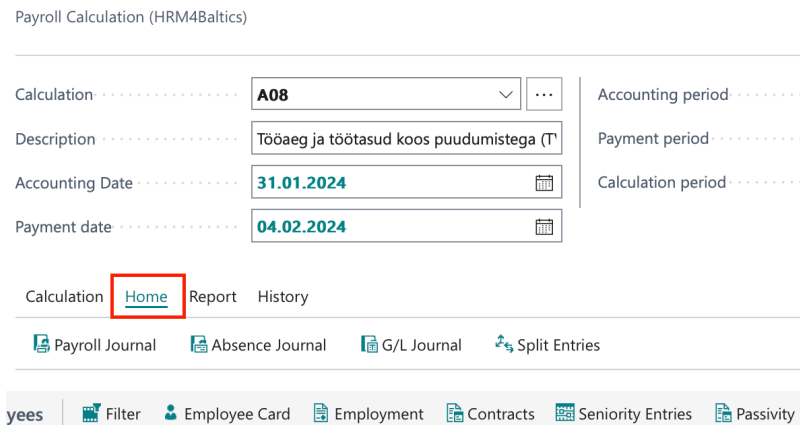 Payroll Calculation (HRM4Baltics)
Calculation A08 Accounting period
Description Tööaeg ja töötasud koos puudumistega (T Payment period
Accounting Date 31.01.2024 Calculation period
Payment date 04.02.2024
Calculation Home Report History
Payroll Journal Absence Journal G/L Journal Split Entries
yees Filter Employee Card Employment Contracts Seniority Entries Passivity